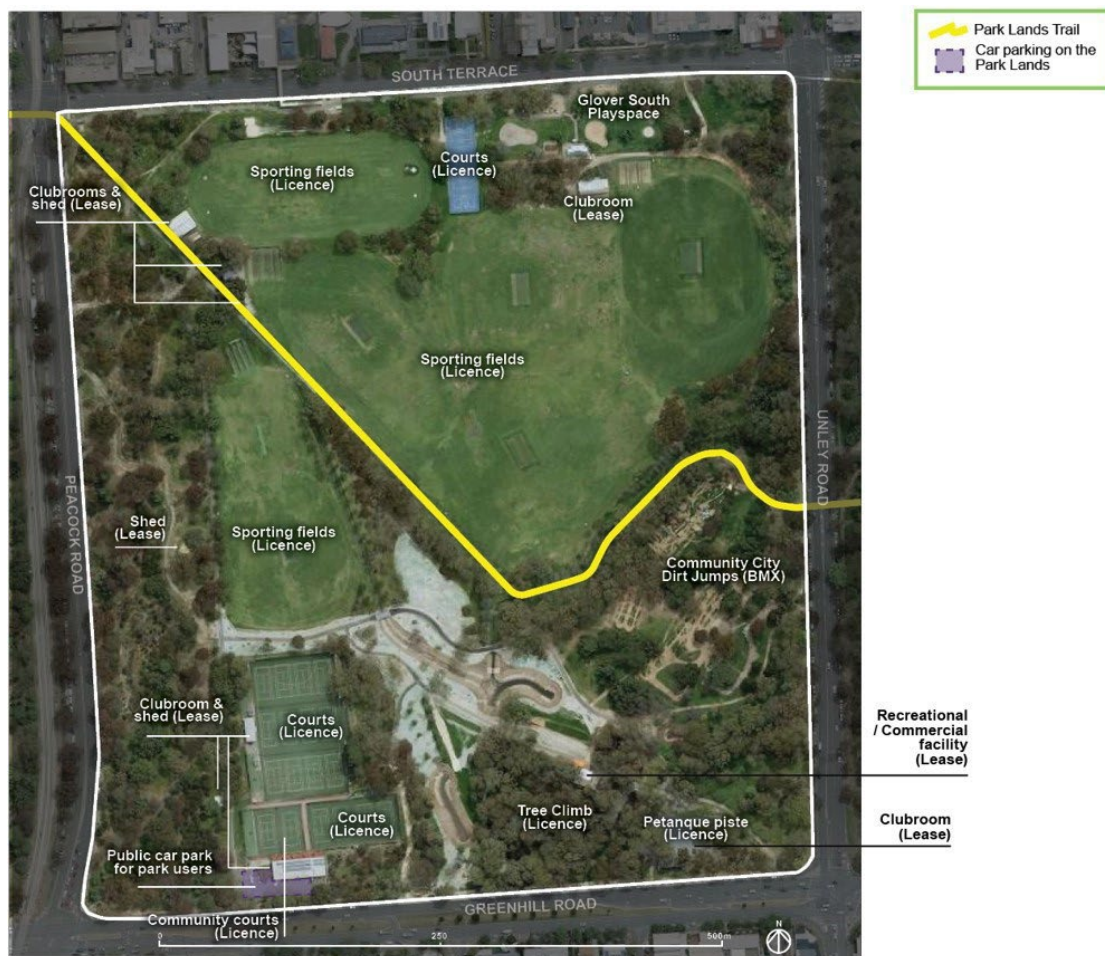 Park Lands Trail
Car parking on the
Park Lands
SOUTH TERRACE
Glover South
Playspace
Courts
(Licence)
Sporting fields
(Licence)
Clubrooms &
shed (Lease)
Clubroom
(Lease)
Sporting fields
(Licence)
UNLEY ROAD
PEACOCK ROAD
Shed
(Lease)
Sporting fields
(Licence)
Community City
Dirt Jumps (BMX)
Clubroom &
shed (Lease)
Courts
(Licence)
Recreational
/ Commercial
facility
(Lease)
Courts
(Licence)
Tree Climb
(Licence)
Petanque piste
(Licence)
Clubroom
(Lease)
Public car park
for park users
GREENHILL ROAD
Community courts
(Licence)
0 250 500 m
N